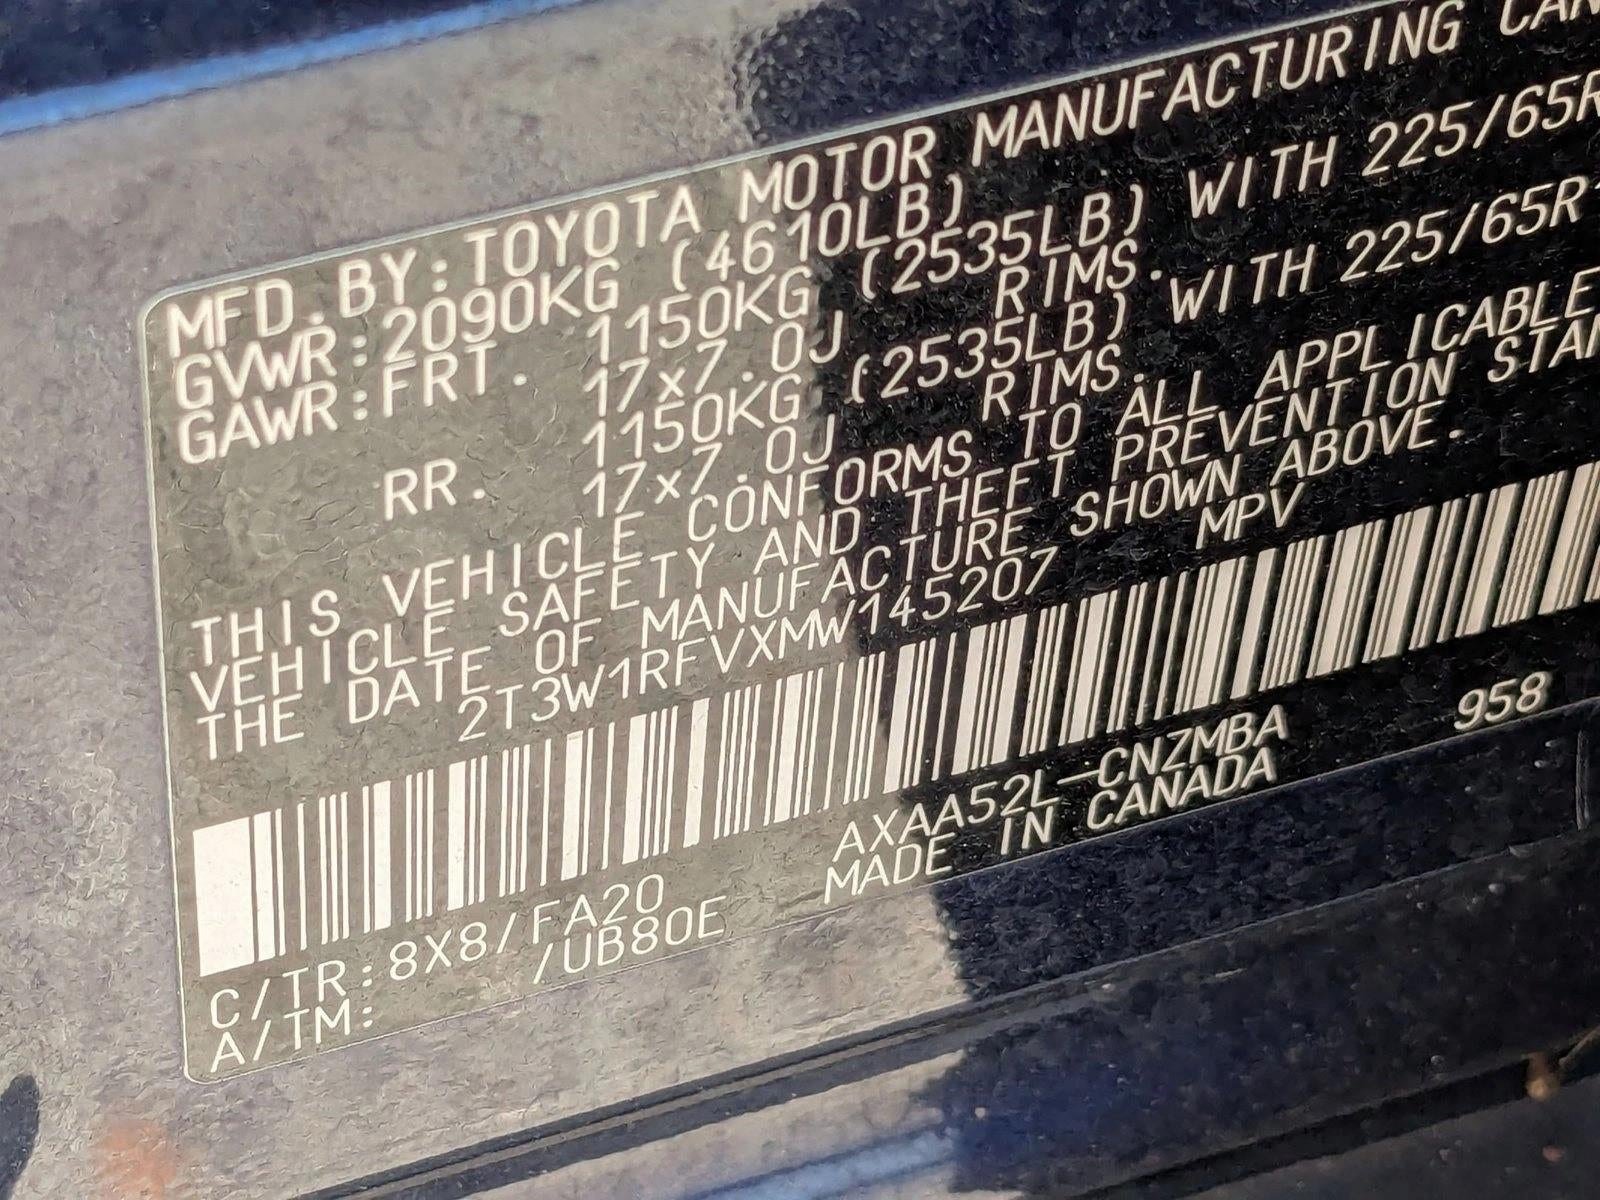 MFD.BY:TOYOTA MOTOR MANUFACTURING CAN
GVWR:2090KG (4610LB)
GAWR:FRT. 1150KG (2535LB) WITH 225/65R
17x7.0J RIMS.
RR. 1150KG (2535LB) WITH 225/65R
17x7.0J RIMS.
THIS VEHICLE CONFORMS TO ALL APPLICABLE
VEHICLE SAFETY AND THEFT PREVENTION STAN
THE DATE OF MANUFACTURE SHOWN ABOVE.
2T3W1RFVXMW145207 MPV
C/TR:8X8/FA20 AXAA52L-CNZMBA 958
A/TM: /UB80E MADE IN CANADA